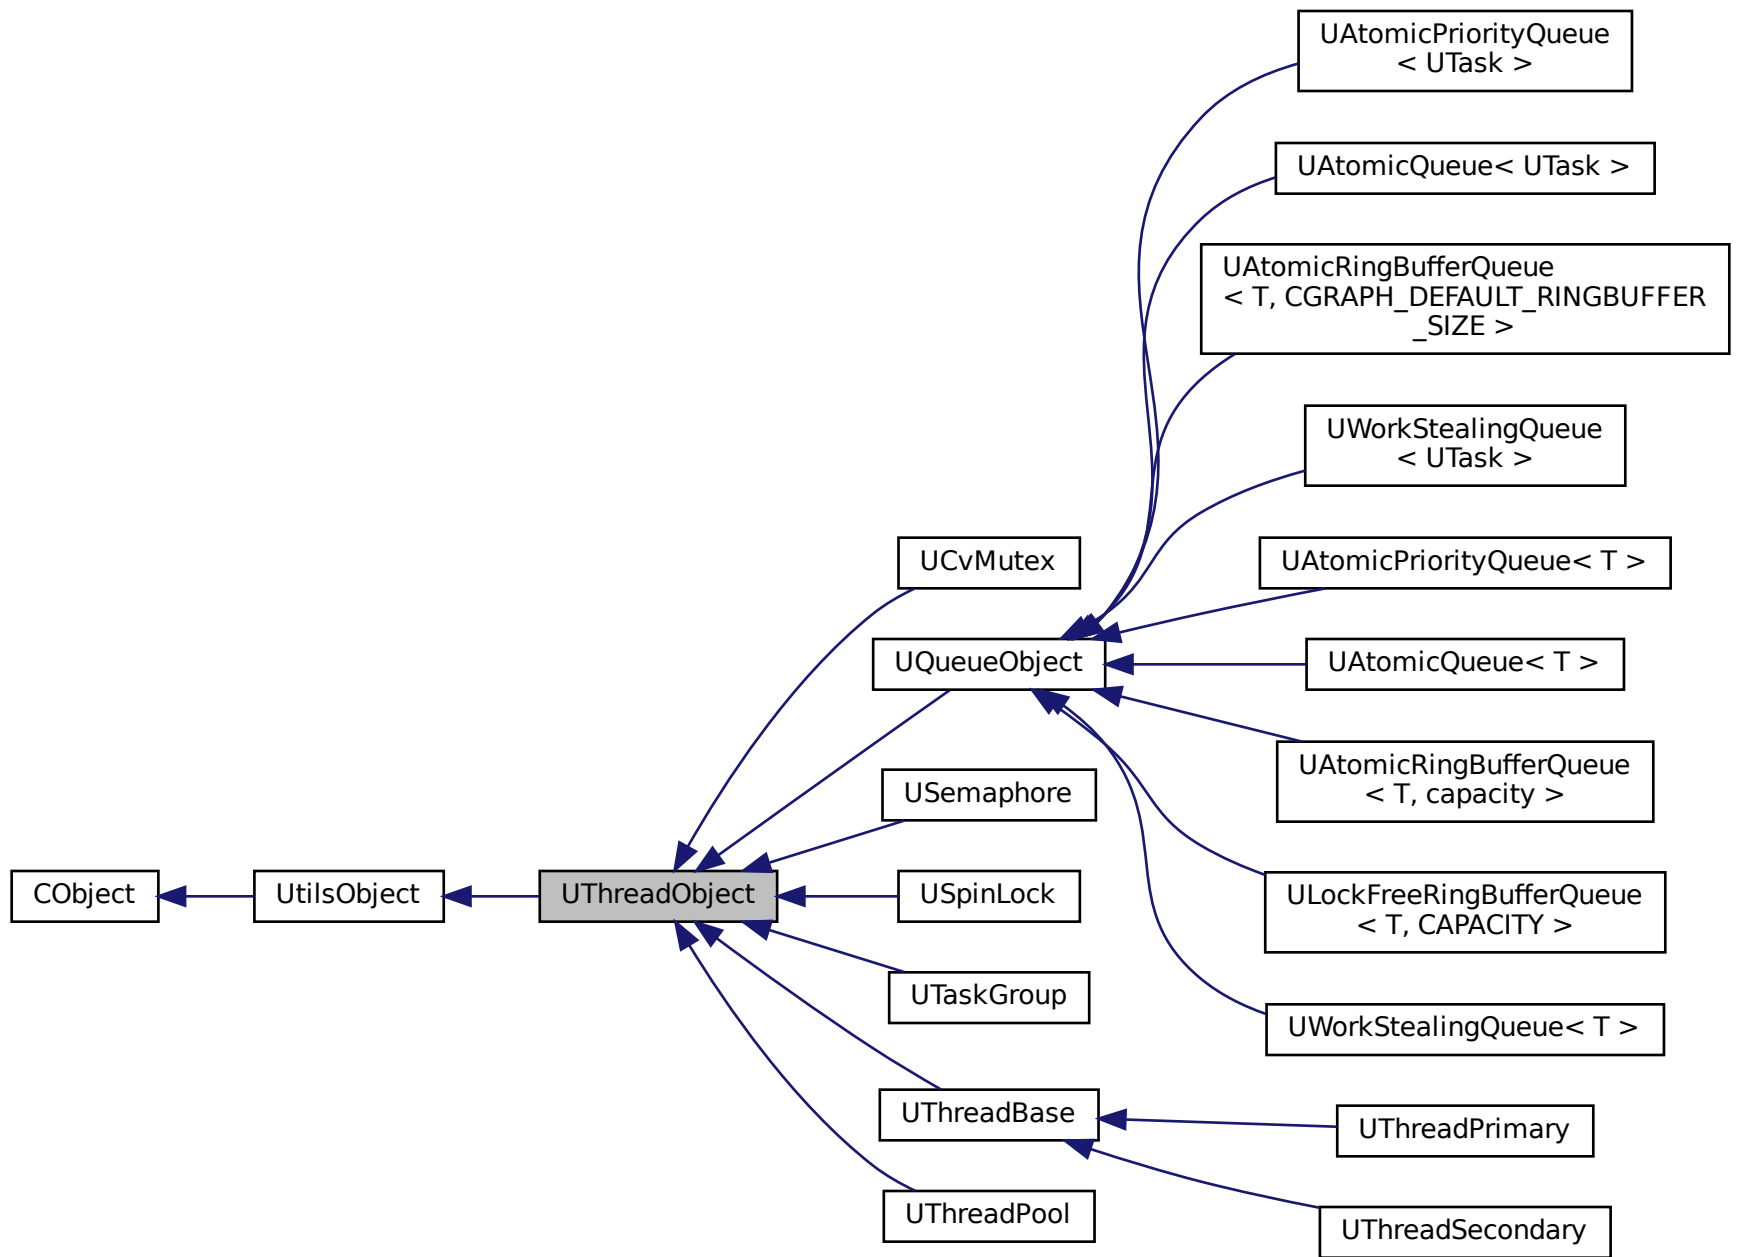 UAtomicPriorityQueue
< UTask >
UAtomicQueue< UTask >
UAtomicRingBufferQueue
< T, CGRAPH_DEFAULT_RINGBUFFER
_SIZE >
UWorkStealingQueue
< UTask >
UCvMutex
UAtomicPriorityQueue< T >
UQueueObject
UAtomicQueue< T >
USemaphore
UAtomicRingBufferQueue
< T, capacity >
CObject
UtilsObject
UThreadObject
USpinLock
ULockFreeRingBufferQueue
< T, CAPACITY >
UTaskGroup
UWorkStealingQueue< T >
UThreadBase
UThreadPrimary
UThreadPool
UThreadSecondary